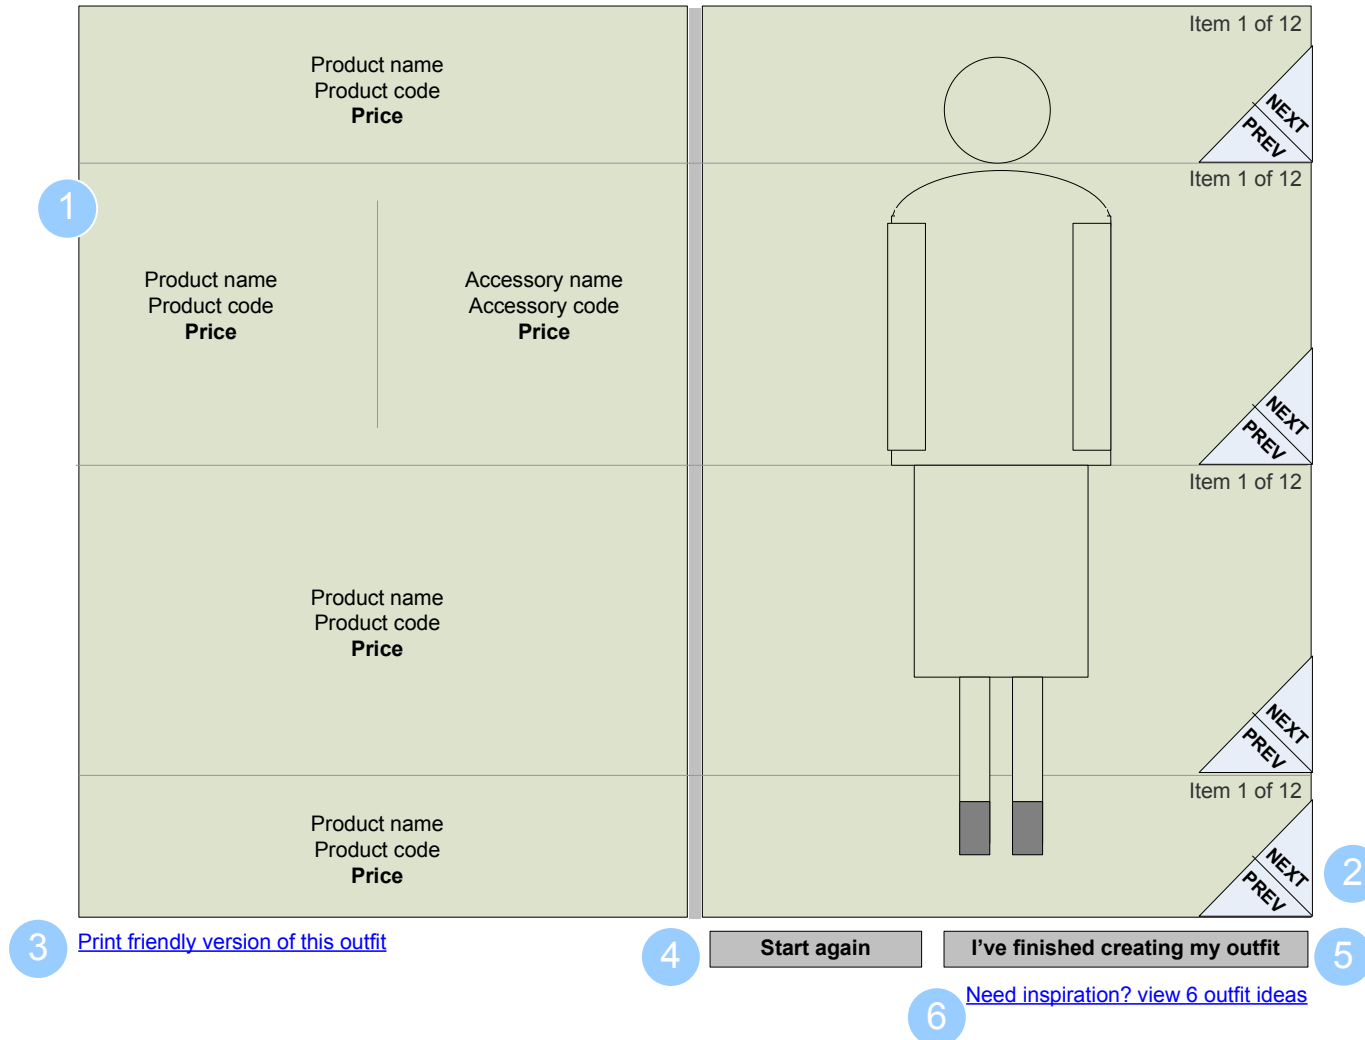 Item 1 of 12
Product name
Product code
Price
NEXT
PREV
1
Item 1 of 12
Product name
Product code
Price
Accessory name
Accessory code
Price
NEXT
PREV
Item 1 of 12
Product name
Product code
Price
NEXT
PREV
Item 1 of 12
Product name
Product code
Price
NEXT
PREV
2
3
Print friendly version of this outfit
4
Start again
I've finished creating my outfit
5
6
Need inspiration? view 6 outfit ideas